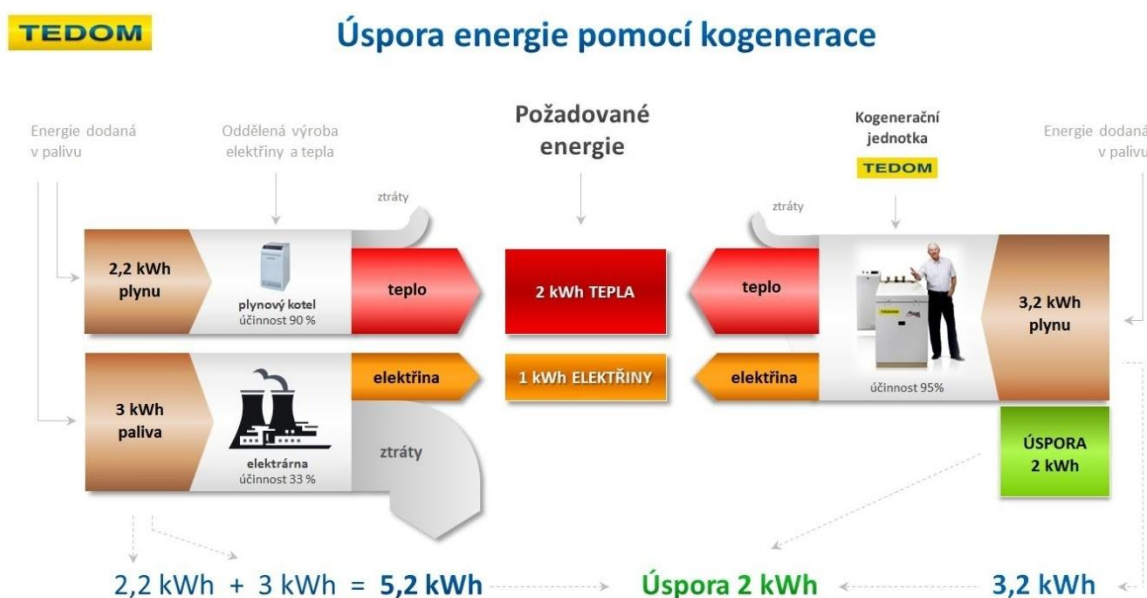 TEDOM
Úspora energie pomocí kogenerace
Energie dodaná
v palivu
Oddělená výroba
elektřiny a tepla
Požadované
energie
Kogenerační
jednotka
TEDOM
Energie dodaná
v palivu
ztráty
ztráty
2,2 kWh
plynu
plynový kotel
účinnost 90 %
teplo
2 kWh TEPLA
teplo
TEDOM
účinnost 95%
3,2 kWh
plynu
3 kWh
paliva
elektrárna
účinnost 33 %
elektřina
1 kWh ELEKTŘINY
elektřina
ztráty
ÚSPORA
2 kWh
2,2 kWh + 3 kWh = 5,2 kWh
Úspora 2 kWh
3,2 kWh